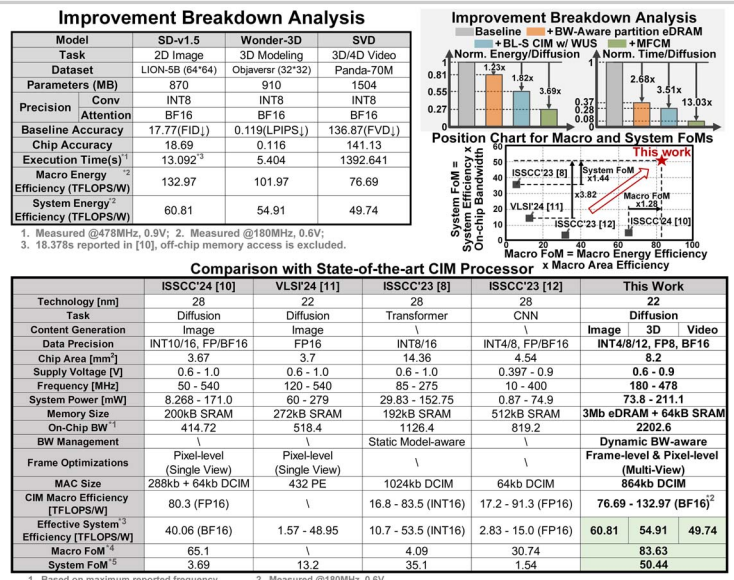 Improvement Breakdown Analysis
Model SD-v1.5 Wonder-3D SVD
Task 2D Image 3D Modeling 3D/4D Video
Dataset LION-5B (64*64) Objaversr (32*32) Panda-70M
Parameters (MB) 870 910 1504
Precision Conv INT8 INT8 INT8
Attention BF16 BF16 BF16
Baseline Accuracy 17.77(FID↓) 0.119(LPIPS↓) 136.87(FVD↓)
Chip Accuracy 18.69 0.116 141.13
Execution Time(s)*1 13.092*3 5.404 1392.641
Macro Energy *2
Efficiency (TFLOPS/W) 132.97 101.97 76.69
System Energy *2
Efficiency (TFLOPS/W) 60.81 54.91 49.74
1. Measured @478MHz, 0.9V; 2. Measured @180MHz, 0.6V;
3. 18.378s reported in [10], off-chip memory access is excluded.
Improvement Breakdown Analysis
Baseline +BW-Aware partition eDRAM
+BL-S CIM w/ WUS +MFCM
Norm. Energy/Diffusion
1
0.81
0.55
0.27
0
1.23x
1.82x
3.69x
Norm. Time/Diffusion
1
0.37
0.28
0.08
0
2.68x
3.51x
13.03x
Position Chart for Macro and System FoMs
System FoM =
System Efficiency x
On-chip Bandwidth
60
50
40
30
20
10
0
This work
ISSCC'23 [8]
System FoM
x1.44
x3.82
VLSI'24 [11]
Macro FoM
x1.28
ISSCC'23 [12]
ISSCC'24 [10]
0 20 40 60 80 100
Macro FoM = Macro Energy Efficiency
x Macro Area Efficiency
Comparison with State-of-the-art CIM Processor
ISSCC'24 [10] VLSI'24 [11] ISSCC'23 [8] ISSCC'23 [12] This Work
Technology [nm] 28 22 28 28 22
Task Diffusion Diffusion Transformer CNN Diffusion
Content Generation Image Image \ \ Image 3D Video
Data Precision INT10/16, FP/BF16 FP16 INT8/16 INT4/8, FP/BF16 INT4/8/12, FP8, BF16
Chip Area [mm2] 3.67 3.7 14.36 4.54 8.2
Supply Voltage [V] 0.6 - 1.0 0.6 - 1.0 0.6 - 1.0 0.397 - 0.9 0.6 - 0.9
Frequency [MHz] 50 - 540 120 - 540 85 - 275 10 - 400 180 - 478
System Power [mW] 8.268 - 171.0 60 - 279 29.83 - 152.75 0.87 - 74.9 73.8 - 211.1
Memory Size 200kB SRAM 272kB SRAM 192kB SRAM 512kB SRAM 3Mb eDRAM + 64kB SRAM
On-Chip BW*1 414.72 518.4 1126.4 819.2 2202.6
BW Management \ \ Static Model-aware \ Dynamic BW-aware
Frame Optimizations Pixel-level (Single View) Pixel-level (Single View) \ \ Frame-level & Pixel-level (Multi-View)
MAC Size 288kb + 64kb DCIM 432 PE 1024kb DCIM 64kb DCIM 864kb DCIM
CIM Macro Efficiency [TFLOPS/W] 80.3 (FP16) 16.8 - 83.5 (INT16) 17.2 - 91.3 (FP16) 76.69 - 132.97 (BF16)*2
Effective System*3 Efficiency [TFLOPS/W] 40.06 (BF16) 1.57 - 48.95 10.7 - 53.5 (INT16) 2.83 - 15.0 (FP16) 60.81 54.91 49.74
Macro FoM*4 65.1 4.09 30.74 83.63
System FoM*5 3.69 13.2 35.1 1.54 50.44
1. Based on maximum reported frequency 2. Measured @180MHz, 0.6V